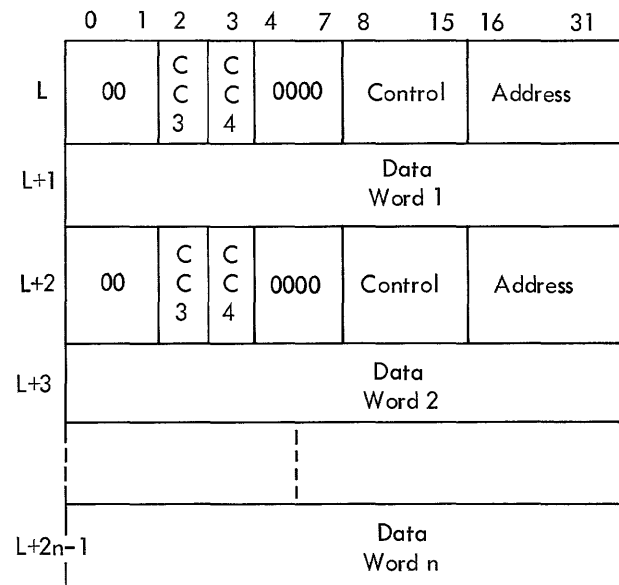 0 1 2 3 4 7 8 15 16 31
L 00 C C 3 C C 4 0000 Control Address
L+1 Data
Word 1
L+2 00 C C 3 C C 4 0000 Control Address
L+3 Data
Word 2
L+2n-1 Data
Word n